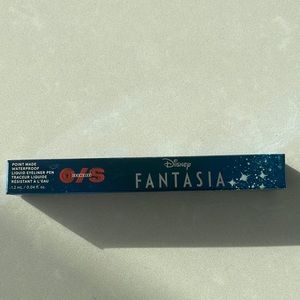 POINT MADE
WATERPROOF
LIQUID EYELINER PEN
TRACEUR LIQUIDE
RÉSISTANT À L'EAU
1.2 mL / 0.04 fl. oz.
O/S
Disney
FANTASIA